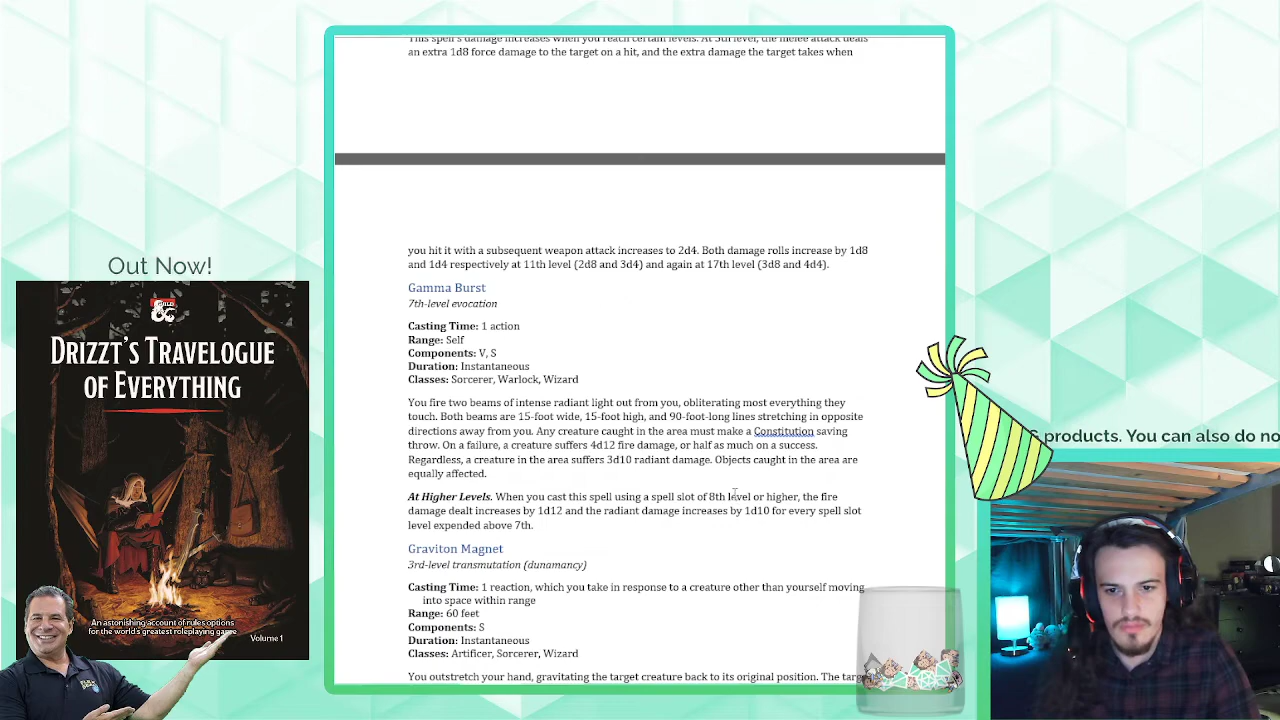 This spell's damage increases when you reach certain levels. At 5th level, the melee attack deals
an extra 1d8 force damage to the target on a hit, and the extra damage the target takes when
you hit it with a subsequent weapon attack increases to 2d4. Both damage rolls increase by 1d8
and 1d4 respectively at 11th level (2d8 and 3d4) and again at 17th level (3d8 and 4d4).
Gamma Burst
7th-level evocation
Casting Time: 1 action
Range: Self
Components: V, S
Duration: Instantaneous
Classes: Sorcerer, Warlock, Wizard
You fire two beams of intense radiant light out from you, obliterating most everything they
touch. Both beams are 15-foot wide, 15-foot high, and 90-foot-long lines stretching in opposite
directions away from you. Any creature caught in the area must make a Constitution saving
throw. On a failure, a creature suffers 4d12 fire damage, or half as much on a success.
Regardless, a creature in the area suffers 3d10 radiant damage. Objects caught in the area are
equally affected.
At Higher Levels. When you cast this spell using a spell slot of 8th level or higher, the fire
damage dealt increases by 1d12 and the radiant damage increases by 1d10 for every spell slot
level expended above 7th.
Graviton Magnet
3rd-level transmutation (dunamancy)
Casting Time: 1 reaction, which you take in response to a creature other than yourself moving
into space within range
Range: 60 feet
Components: S
Duration: Instantaneous
Classes: Artificer, Sorcerer, Wizard
You outstretch your hand, gravitating the target creature back to its original position. The targe
Out Now!
DRIZZT'S TRAVELOGUE
OF EVERYTHING
An astonishing account of rules options
for the world's greatest roleplaying game
Volume 1
products. You can also do no